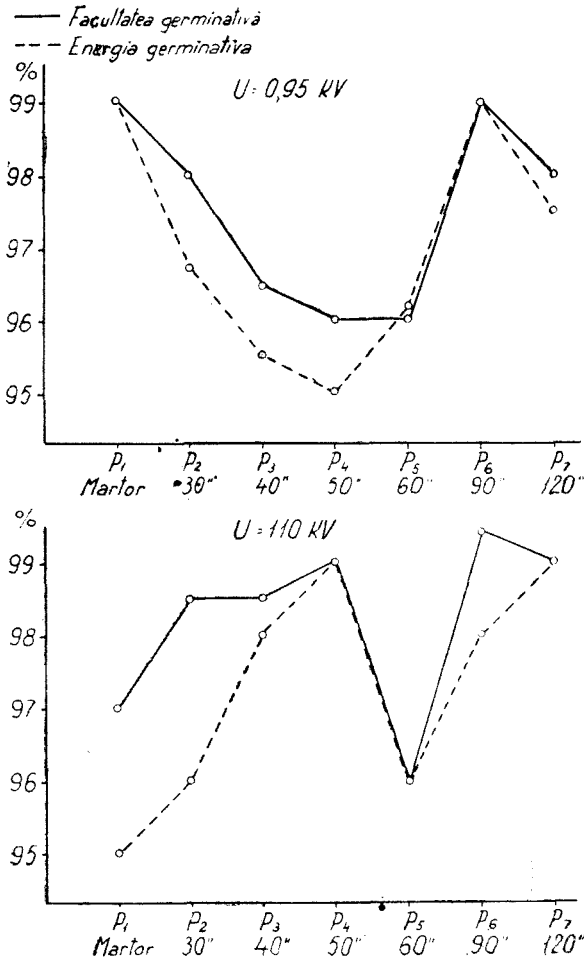 Facultatea germinativă
Energia germinativa
%
U = 0,95 KV
99
98
97
96
95
P1 P2 P3 P4 P5 P6 P7
Martor 30" 40" 50" 60" 90" 120"
%
U = 110 KV
99
98
97
96
95
P1 P2 P3 P4 P5 P6 P7
Martor 30" 40" 50" 60" 90" 120"